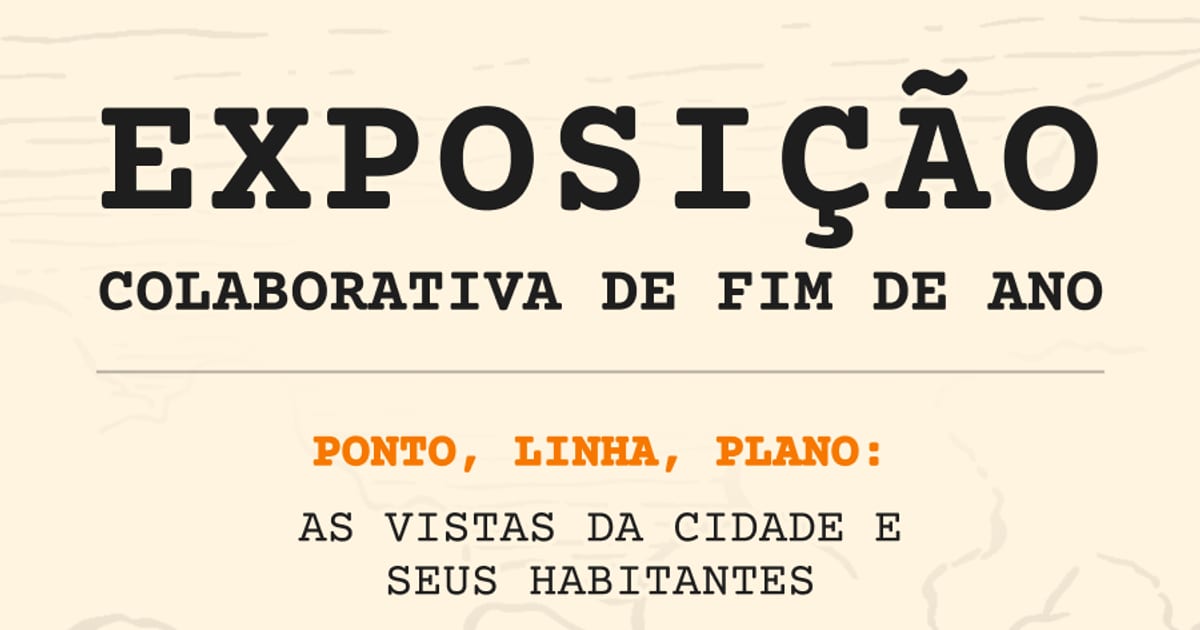 EXPOSIÇÃO
COLABORATIVA DE FIM DE ANO
PONTO, LINHA, PLANO:
AS VISTAS DA CIDADE E
SEUS HABITANTES